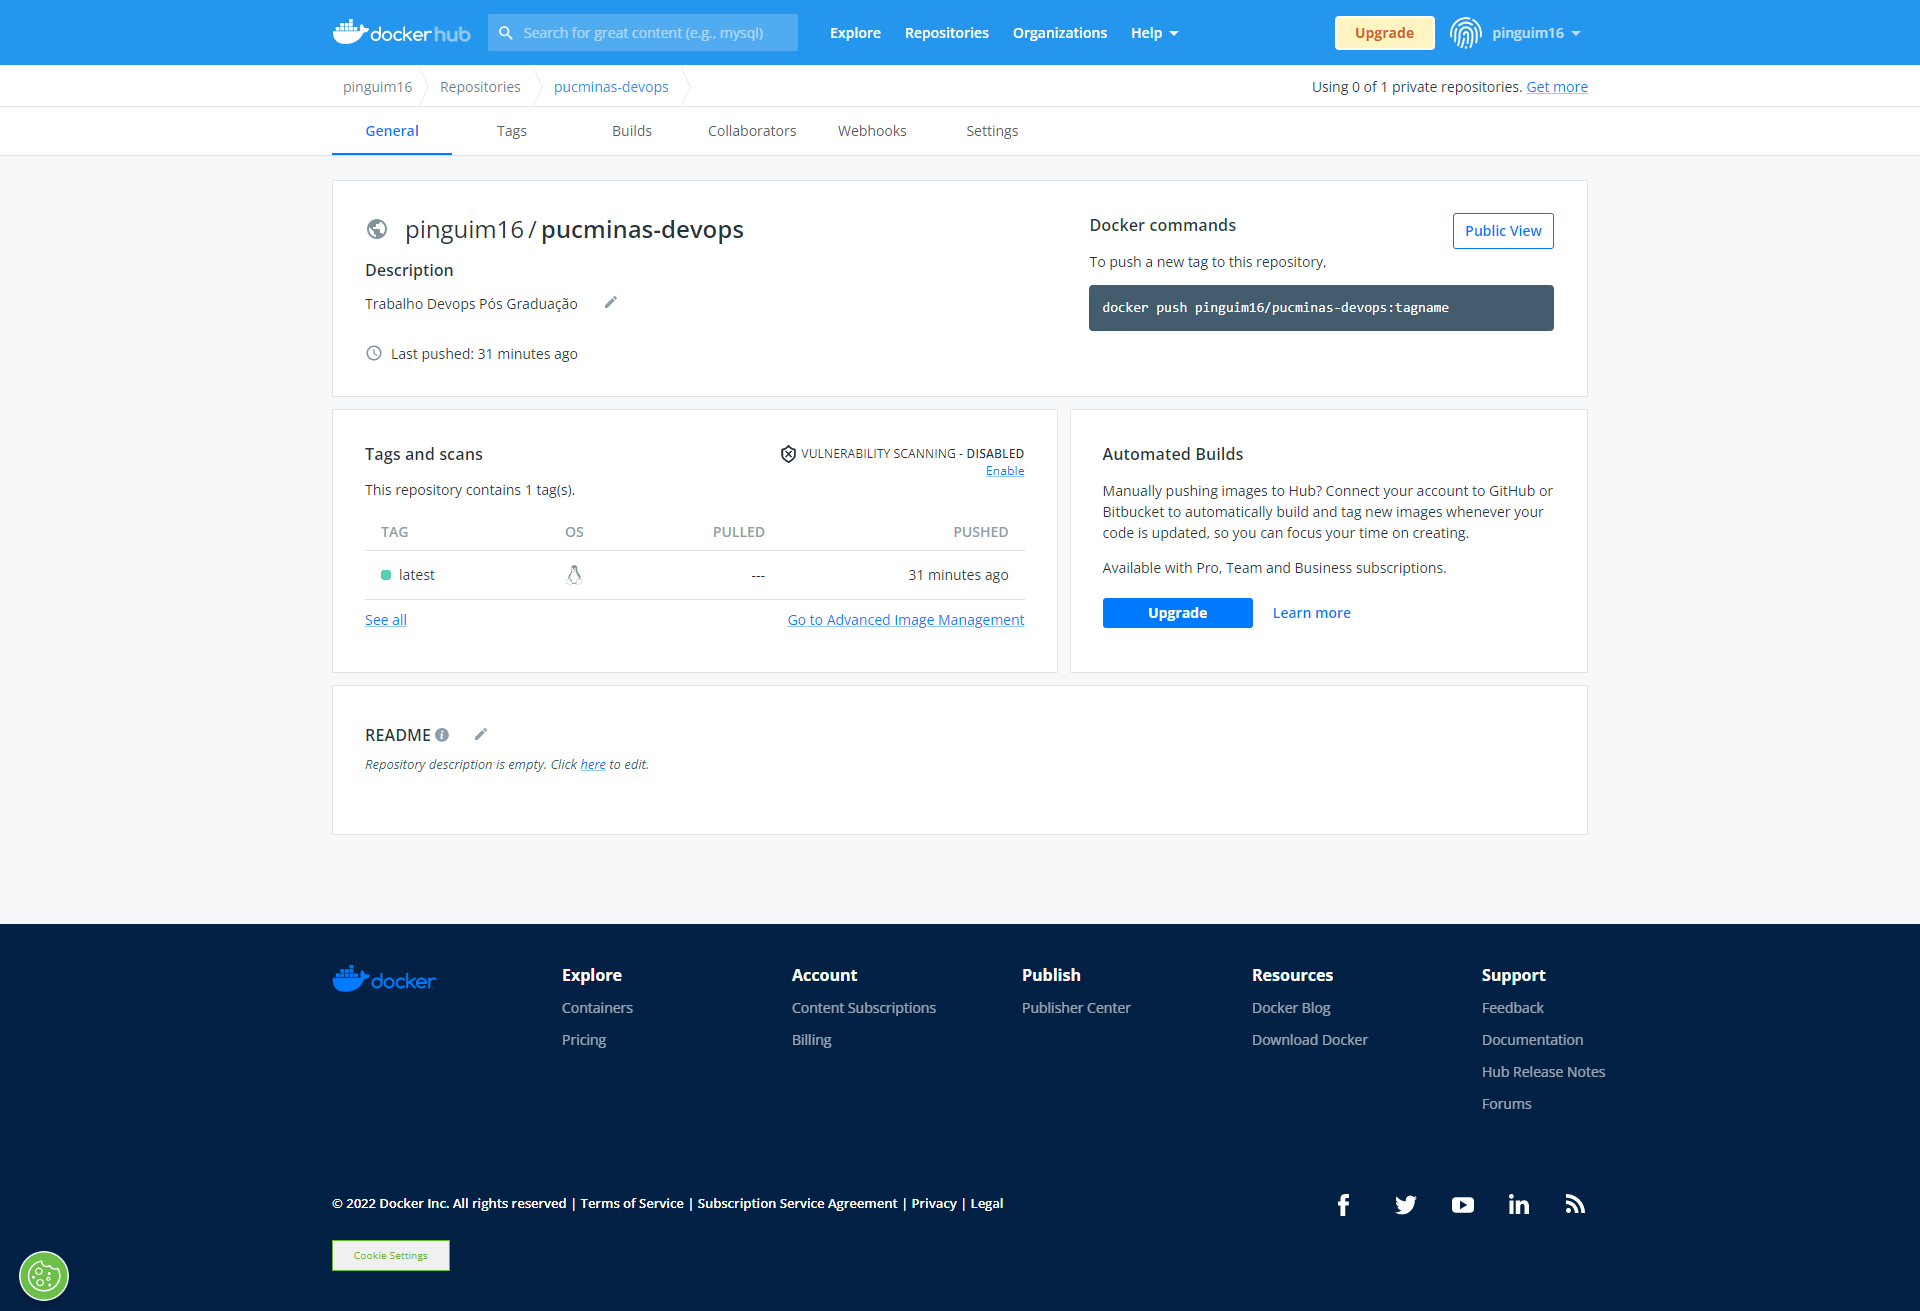 docker hub
Search for great content (e.g., mysql)
Explore
Repositories
Organizations
Help
Upgrade
pinguim16
pinguim16
Repositories
pucminas-devops
Using 0 of 1 private repositories. Get more
General
Tags
Builds
Collaborators
Webhooks
Settings
pinguim16 / pucminas-devops
Description
Trabalho Devops Pós Graduação
Last pushed: 31 minutes ago
Docker commands
Public View
To push a new tag to this repository,
docker push pinguim16/pucminas-devops:tagname
Tags and scans
VULNERABILITY SCANNING - DISABLED
Enable
This repository contains 1 tag(s).
TAG OS PULLED PUSHED
latest --- 31 minutes ago
See all
Go to Advanced Image Management
Automated Builds
Manually pushing images to Hub? Connect your account to GitHub or
Bitbucket to automatically build and tag new images whenever your
code is updated, so you can focus your time on creating.
Available with Pro, Team and Business subscriptions.
Upgrade
Learn more
README
Repository description is empty. Click here to edit.
docker
Explore
Containers
Pricing
Account
Content Subscriptions
Billing
Publish
Publisher Center
Resources
Docker Blog
Download Docker
Support
Feedback
Documentation
Hub Release Notes
Forums
© 2022 Docker Inc. All rights reserved | Terms of Service | Subscription Service Agreement | Privacy | Legal
Cookie Settings